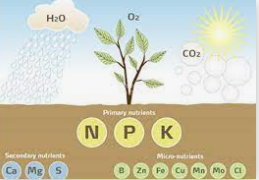 H2O
O2
CO2
Primary nutrients
N P K
Secondary nutrients
Ca Mg S
Micro-nutrients
B Zn Fe Cu Mn Mo Cl